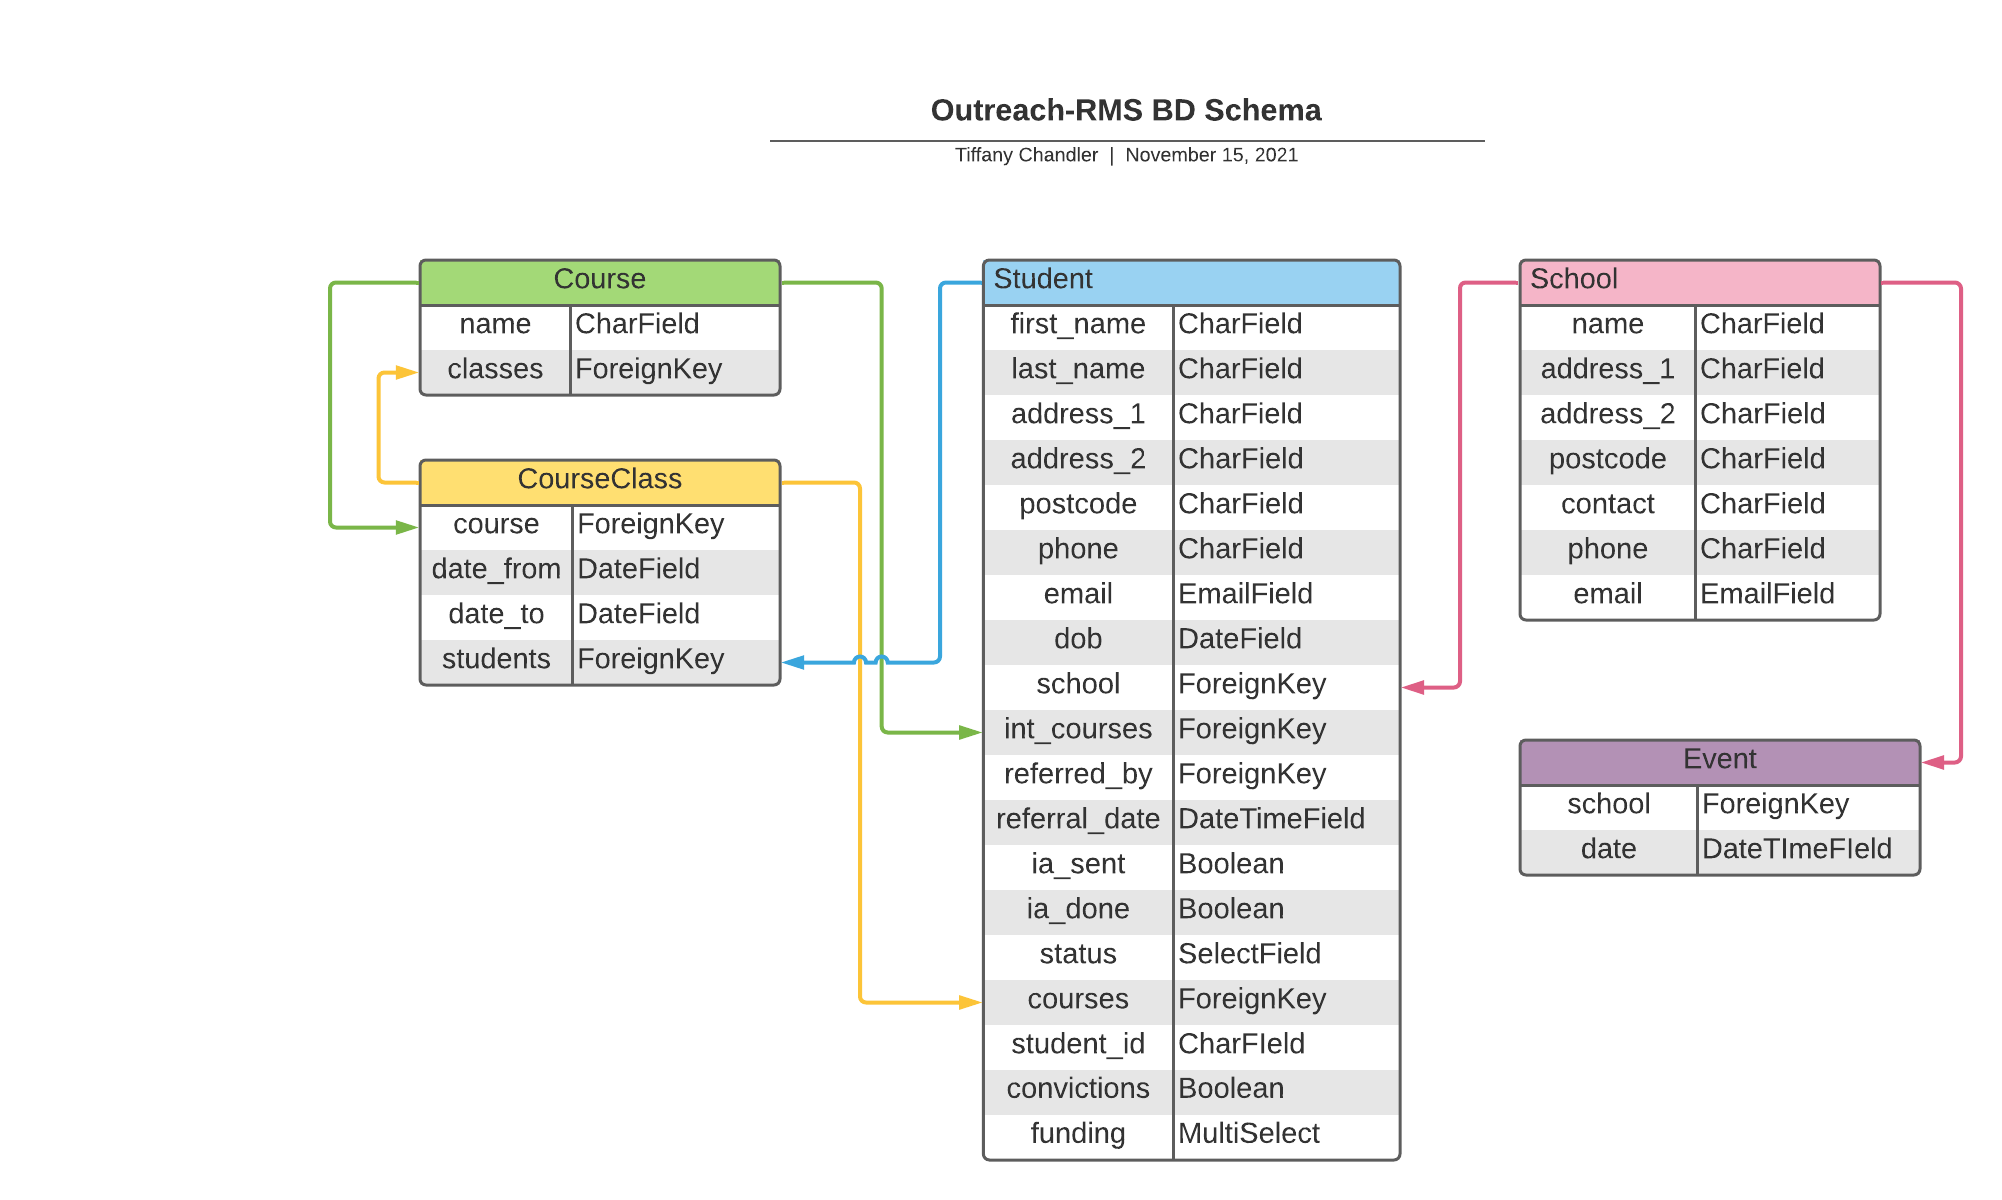 Outreach-RMS BD Schema
Tiffany Chandler | November 15, 2021
Course
name CharField
classes ForeignKey
CourseClass
course ForeignKey
date_from DateField
date_to DateField
students ForeignKey
Student
first_name CharField
last_name CharField
address_1 CharField
address_2 CharField
postcode CharField
phone CharField
email EmailField
dob DateField
school ForeignKey
int_courses ForeignKey
referred_by ForeignKey
referral_date DateTimeField
ia_sent Boolean
ia_done Boolean
status SelectField
courses ForeignKey
student_id CharFIeld
convictions Boolean
funding MultiSelect
School
name CharField
address_1 CharField
address_2 CharField
postcode CharField
contact CharField
phone CharField
email EmailField
Event
school ForeignKey
date DateTImeFIeld